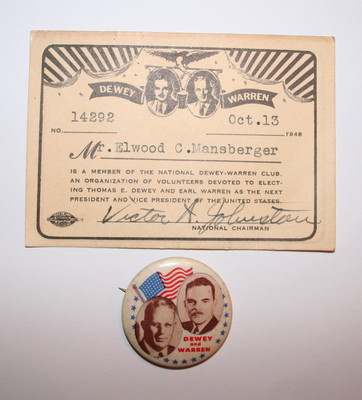 DEWEY WARREN
14292 Oct.13
NO. 1948
Mr. Elwood C. Mansberger
IS A MEMBER OF THE NATIONAL DEWEY-WARREN CLUB.
AN ORGANIZATION OF VOLUNTEERS DEVOTED TO ELECT-
ING THOMAS E. DEWEY AND EARL WARREN AS THE NEXT
PRESIDENT AND VICE PRESIDENT OF THE UNITED STATES.
Victor A. Johnston
NATIONAL CHAIRMAN
DEWEY
and
WARREN